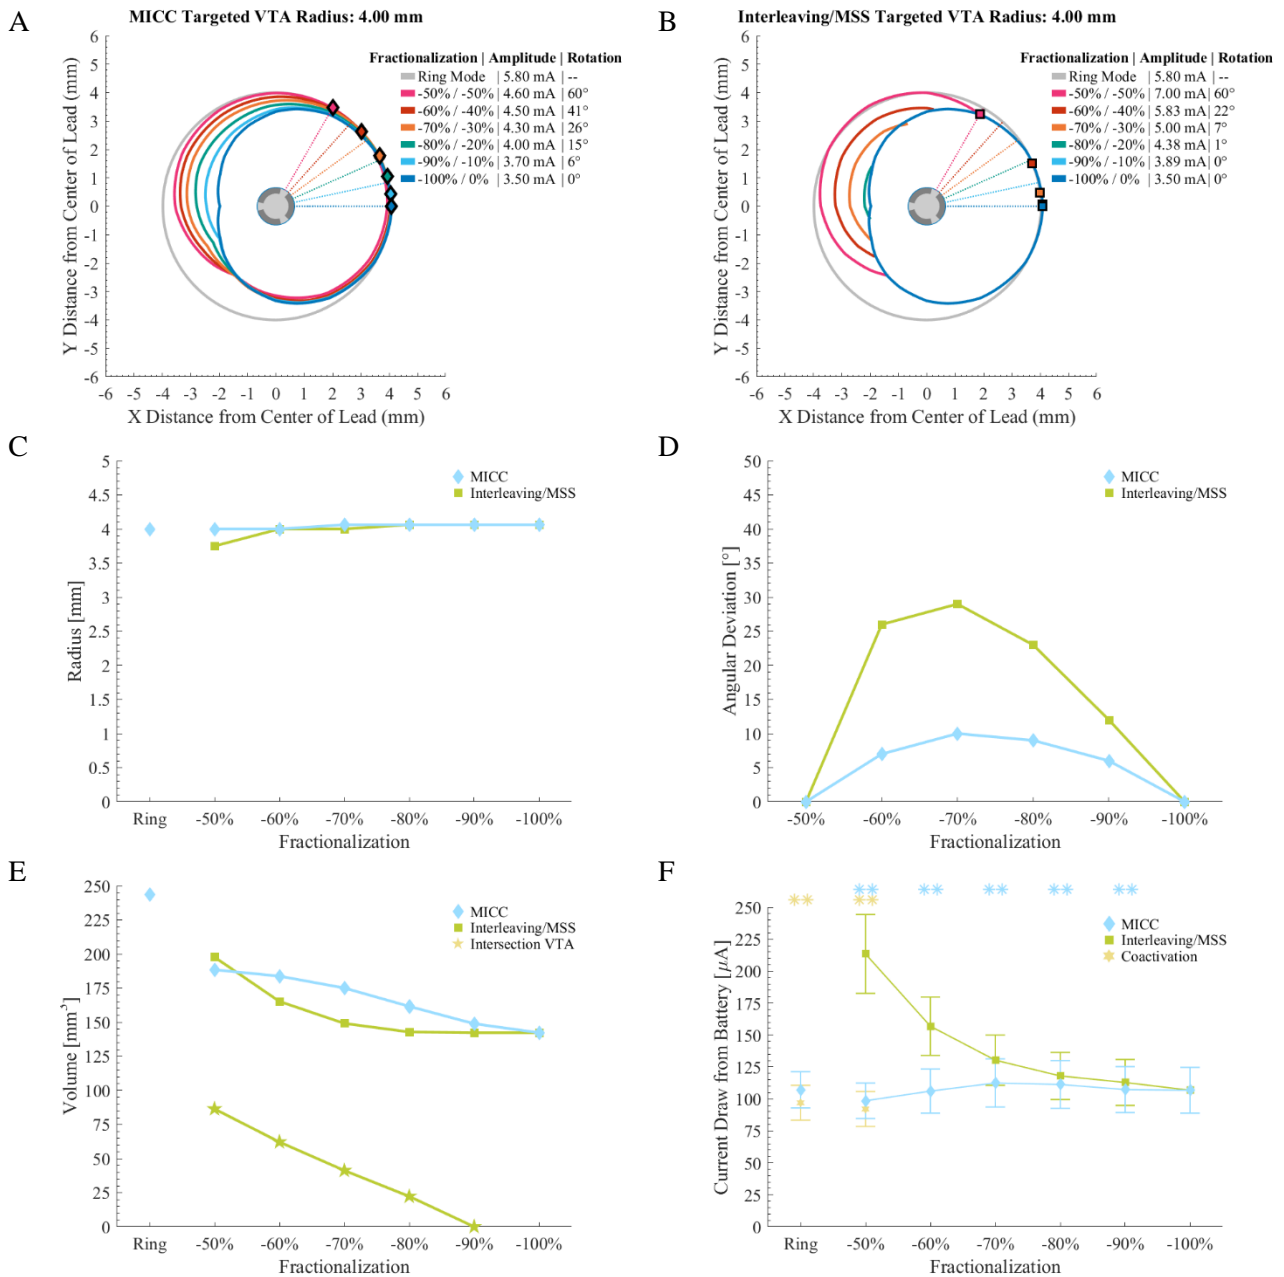 A
MICC Targeted VTA Radius: 4.00 mm
Fractionalization | Amplitude | Rotation
Ring Mode | 5.80 mA | --
-50% / -50% | 4.60 mA | 60°
-60% / -40% | 4.50 mA | 41°
-70% / -30% | 4.30 mA | 26°
-80% / -20% | 4.00 mA | 15°
-90% / -10% | 3.70 mA | 6°
-100% / 0% | 3.50 mA | 0°
Y Distance from Center of Lead (mm)
6
5
4
3
2
1
0
-1
-2
-3
-4
-5
-6
-6 -5 -4 -3 -2 -1 0 1 2 3 4 5 6
X Distance from Center of Lead (mm)
B
Interleaving/MSS Targeted VTA Radius: 4.00 mm
Fractionalization | Amplitude | Rotation
Ring Mode | 5.80 mA | --
-50% / -50% | 7.00 mA | 60°
-60% / -40% | 5.83 mA | 22°
-70% / -30% | 5.00 mA | 7°
-80% / -20% | 4.38 mA | 1°
-90% / -10% | 3.89 mA | 0°
-100% / 0% | 3.50 mA | 0°
Y Distance from Center of Lead (mm)
6
5
4
3
2
1
0
-1
-2
-3
-4
-5
-6
-6 -5 -4 -3 -2 -1 0 1 2 3 4 5 6
X Distance from Center of Lead (mm)
C
MICC
Interleaving/MSS
Radius [mm]
5
4.5
4
3.5
3
2.5
2
1.5
1
0.5
0
Ring -50% -60% -70% -80% -90% -100%
Fractionalization
D
MICC
Interleaving/MSS
Angular Deviation [°]
50
45
40
35
30
25
20
15
10
5
0
-50% -60% -70% -80% -90% -100%
Fractionalization
E
MICC
Interleaving/MSS
Intersection VTA
Volume [mm³]
250
225
200
175
150
125
100
75
50
25
0
Ring -50% -60% -70% -80% -90% -100%
Fractionalization
F
** ** ** ** ** **
**
MICC
Interleaving/MSS
Coactivation
Current Draw from Battery [µA]
250
225
200
175
150
125
100
75
50
25
0
Ring -50% -60% -70% -80% -90% -100%
Fractionalization